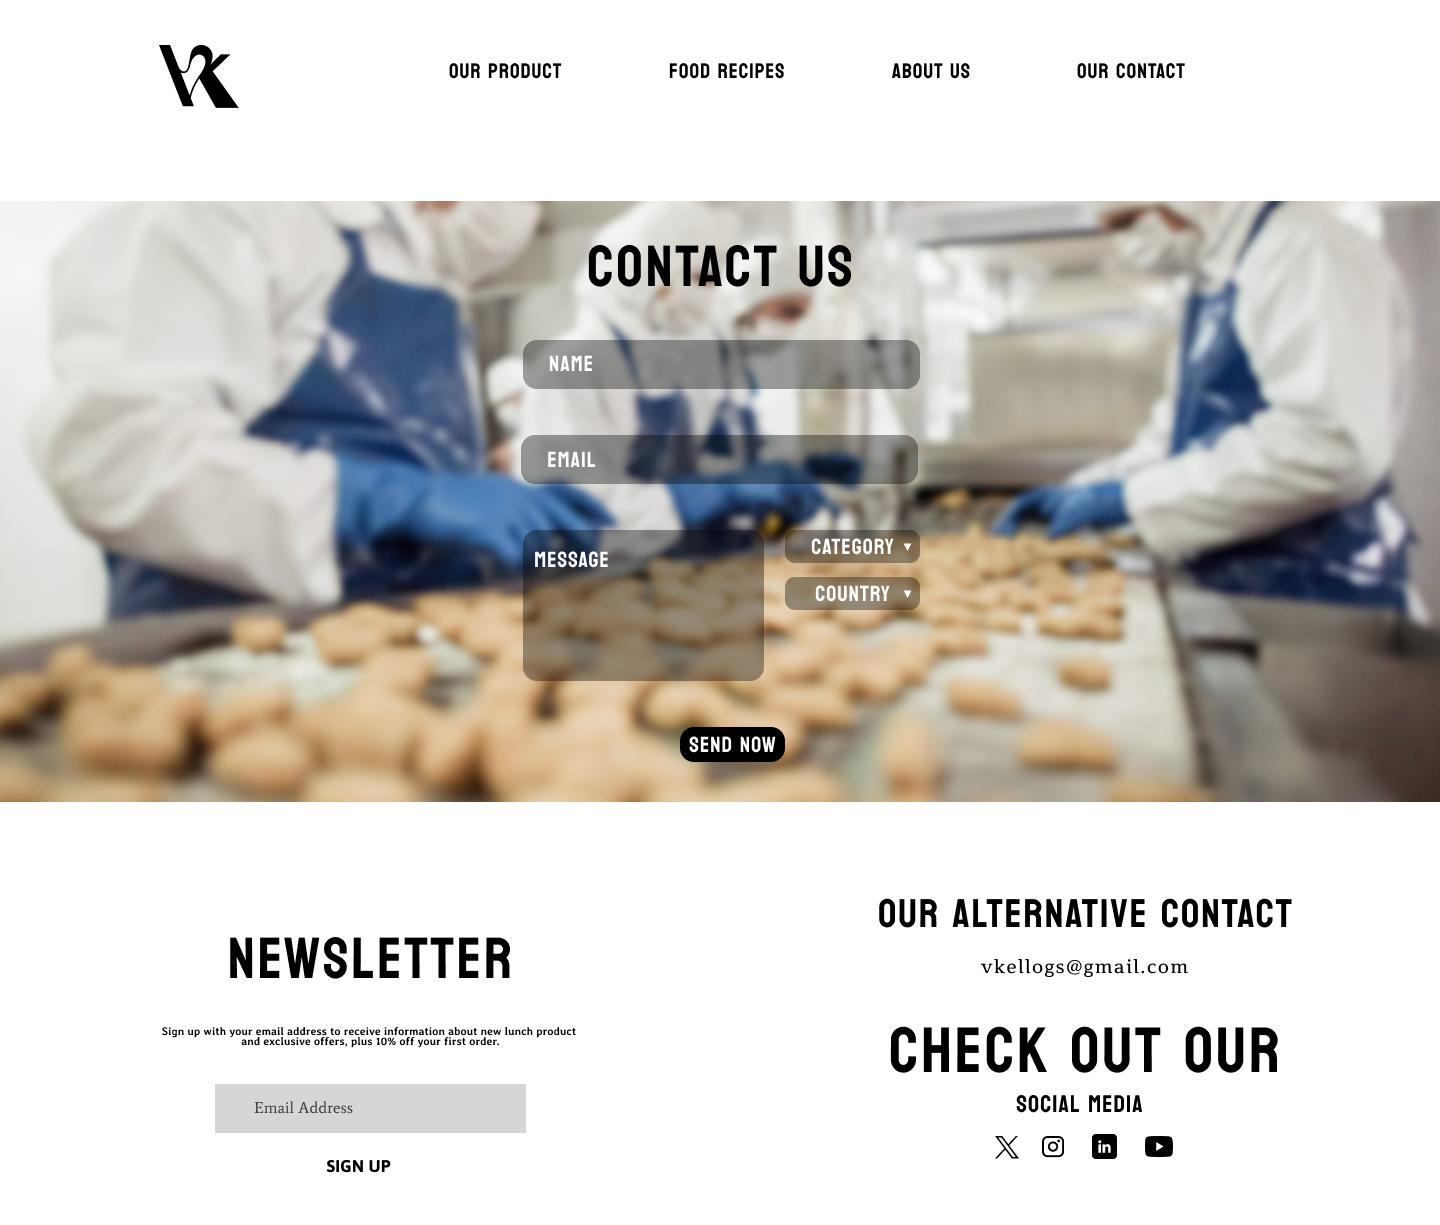 VK
OUR PRODUCT
FOOD RECIPES
ABOUT US
OUR CONTACT
CONTACT US
NAME
EMAIL
MESSAGE
CATEGORY ▼
COUNTRY ▼
SEND NOW
NEWSLETTER
Sign up with your email address to receive information about new lunch product
and exclusive offers, plus 10% off your first order.
Email Address
SIGN UP
OUR ALTERNATIVE CONTACT
vkellogs@gmail.com
CHECK OUT OUR
SOCIAL MEDIA
in